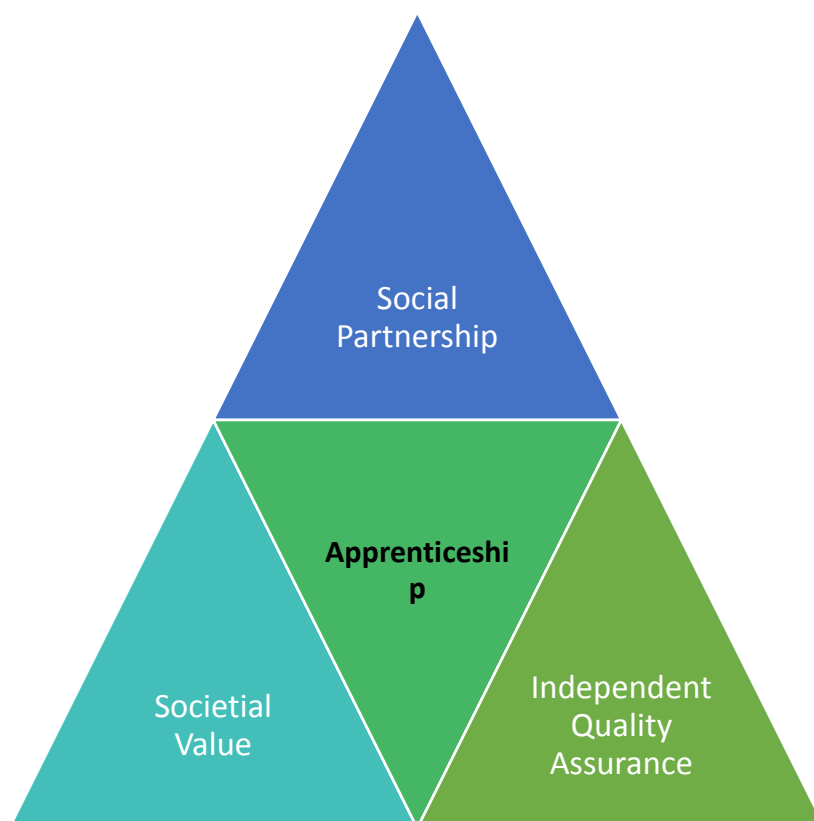 Social
Partnership
Apprenticeshi
p
Societial
Value
Independent
Quality
Assurance